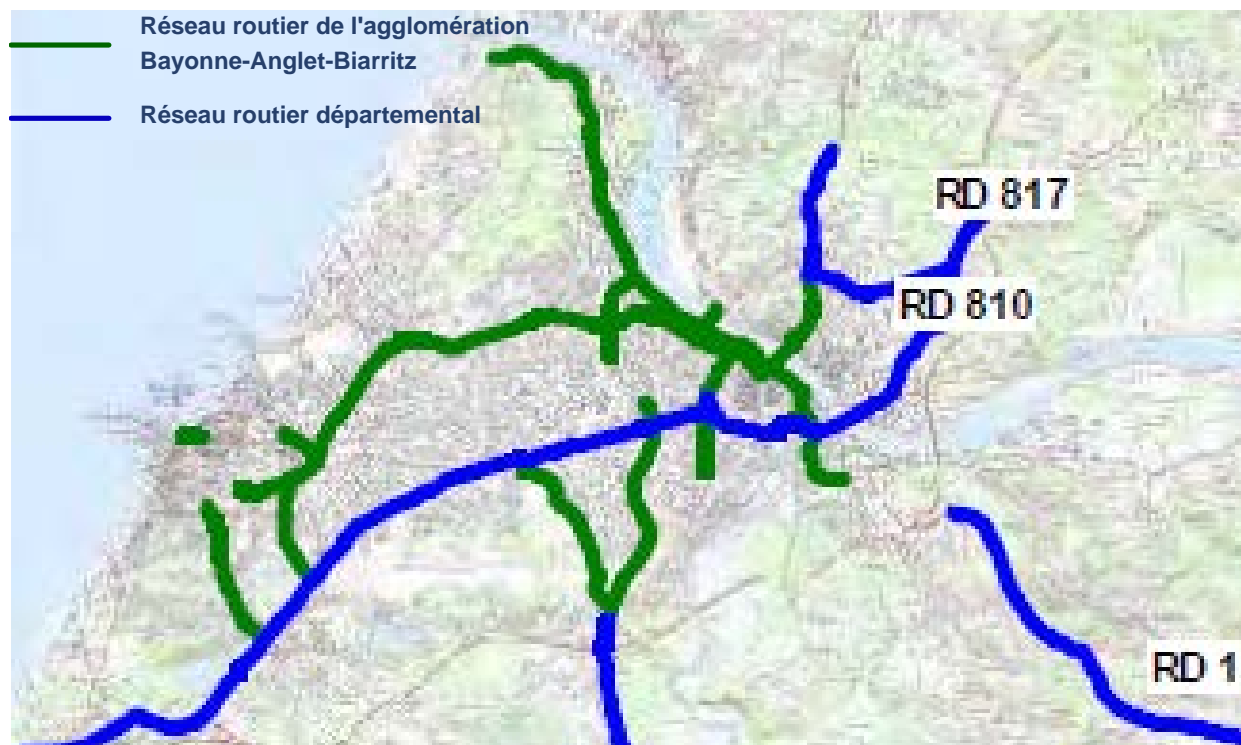 Réseau routier de l'agglomération
Bayonne-Anglet-Biarritz
Réseau routier départemental
RD 817
RD 810
RD 1